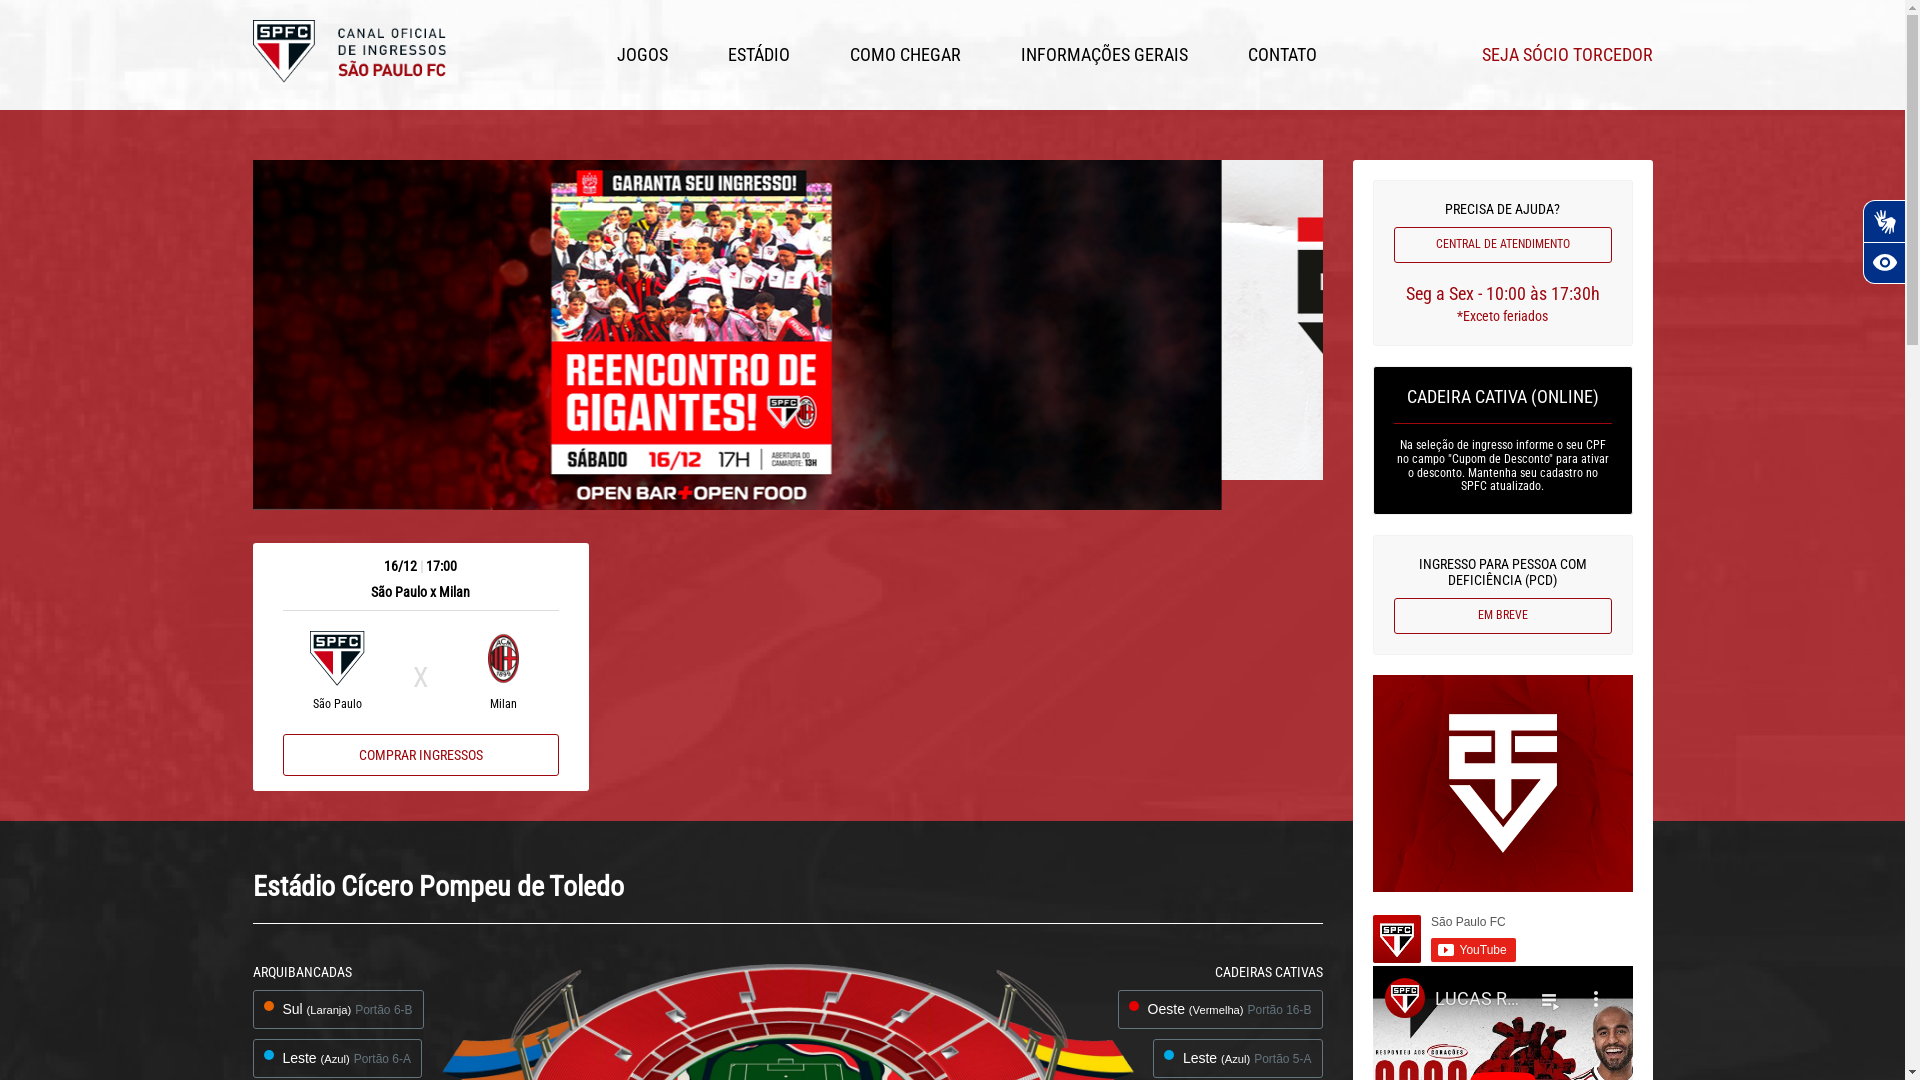 SPFC
CANAL OFICIAL
DE INGRESSOS
SÃO PAULO FC
JOGOS
ESTÁDIO
COMO CHEGAR
INFORMAÇÕES GERAIS
CONTATO
SEJA SÓCIO TORCEDOR
GARANTA SEU INGRESSO!
REENCONTRO DE
GIGANTES!
SPFC
SÁBADO 16/12 17H
ABERTURA DO
CAMAROTE: 13H
OPEN BAR+OPEN FOOD
PRECISA DE AJUDA?
CENTRAL DE ATENDIMENTO
Seg a Sex - 10:00 às 17:30h
*Exceto feriados
CADEIRA CATIVA (ONLINE)
Na seleção de ingresso informe o seu CPF
no campo "Cupom de Desconto" para ativar
o desconto. Mantenha seu cadastro no
SPFC atualizado.
INGRESSO PARA PESSOA COM
DEFICIÊNCIA (PCD)
EM BREVE
16/12 | 17:00
São Paulo x Milan
SPFC
X
São Paulo
Milan
COMPRAR INGRESSOS
São Paulo FC
YouTube
SPFC
LUCAS R...
RESPONDEU AOS CORAÇÕES
Estádio Cícero Pompeu de Toledo
ARQUIBANCADAS
Sul (Laranja) Portão 6-B
Leste (Azul) Portão 6-A
CADEIRAS CATIVAS
Oeste (Vermelha) Portão 16-B
Leste (Azul) Portão 5-A